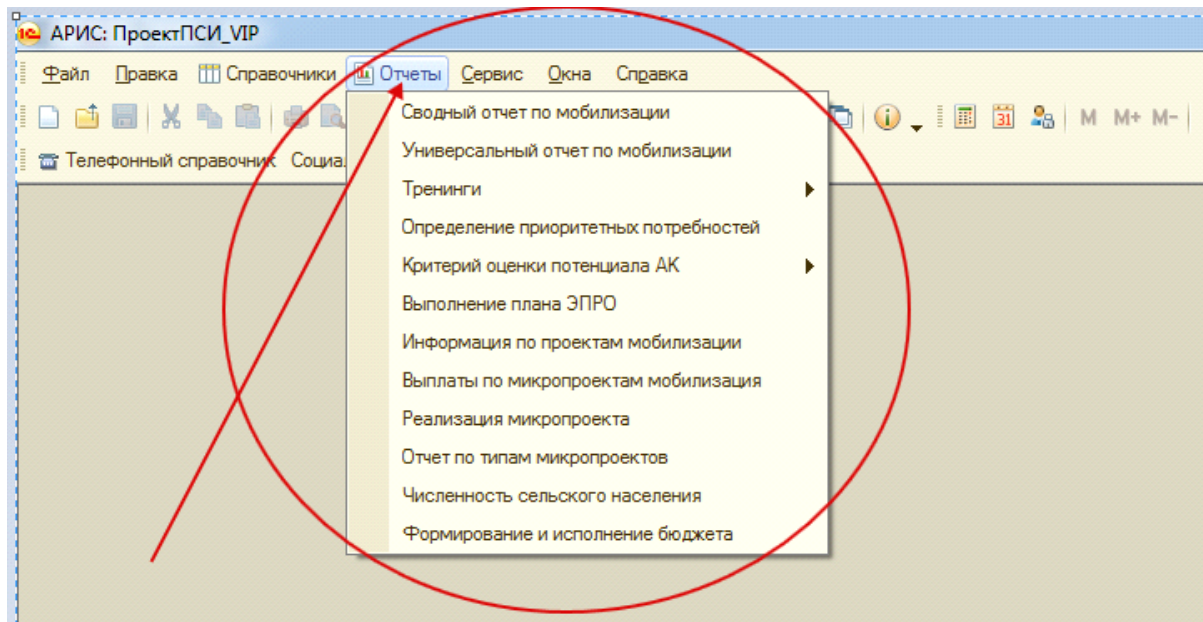 АРИС: ПроектПСИ_VIP
Файл Правка Справочники Отчеты Сервис Окна Справка
31 M M+ M-
Телефонный справочник
Сводный отчет по мобилизации
Универсальный отчет по мобилизации
Тренинги
Определение приоритетных потребностей
Критерий оценки потенциала АК
Выполнение плана ЭПРО
Информация по проектам мобилизации
Выплаты по микропроектам мобилизация
Реализация микропроекта
Отчет по типам микропроектов
Численность сельского населения
Формирование и исполнение бюджета